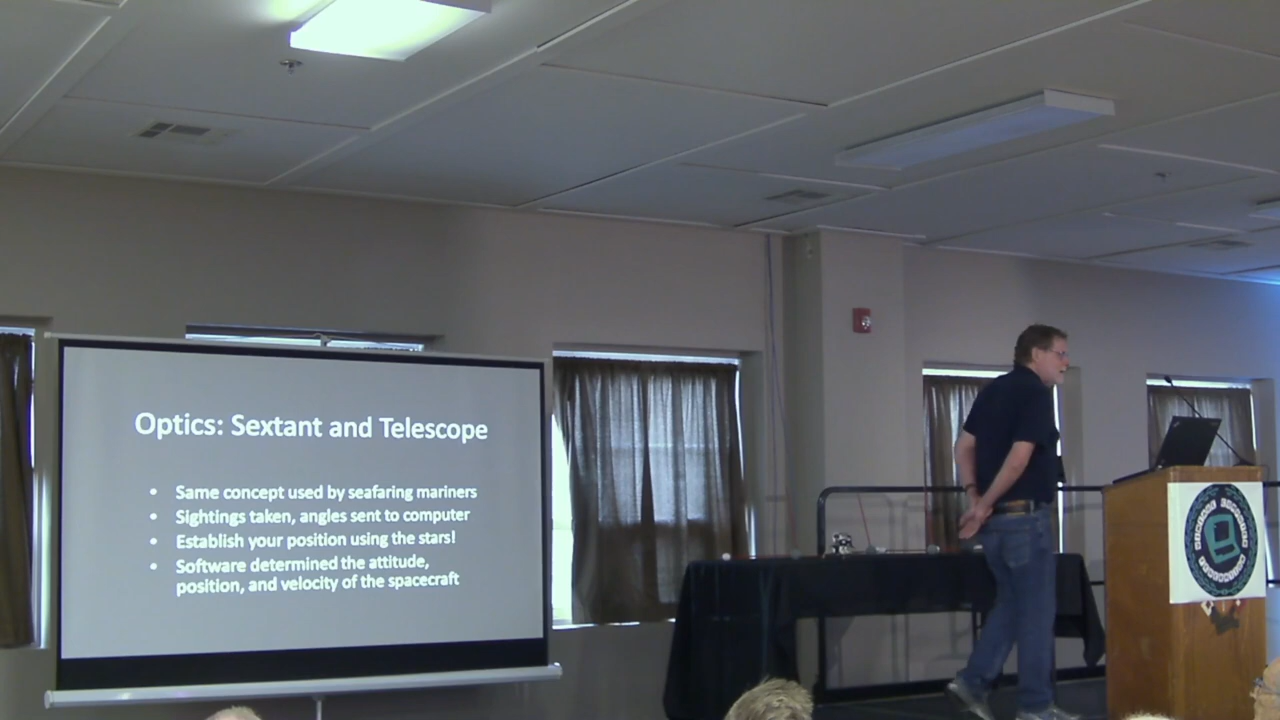 Optics: Sextant and Telescope
• Same concept used by seafaring mariners
• Sightings taken, angles sent to computer
• Establish your position using the stars!
• Software determined the attitude,
position, and velocity of the spacecraft